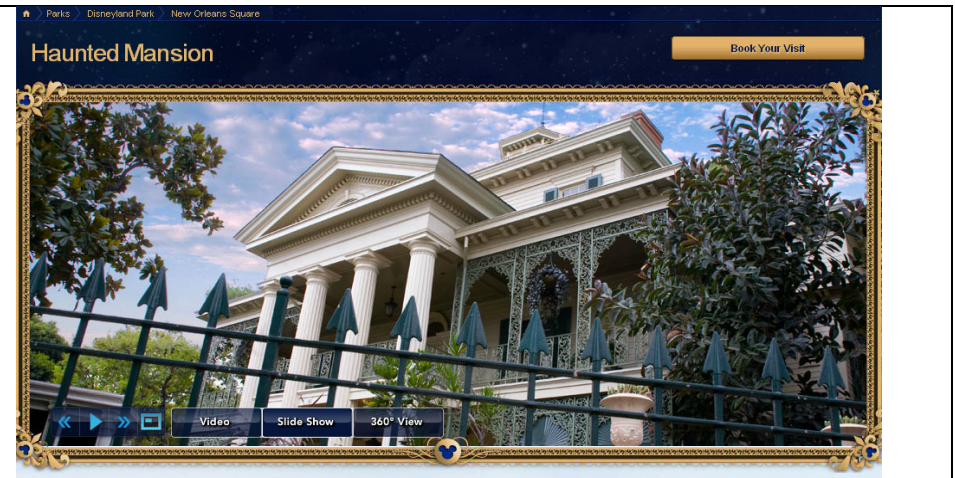 Parks Disneyland Park New Orleans Square
Haunted Mansion
Book Your Visit
Video Slide Show 360° View